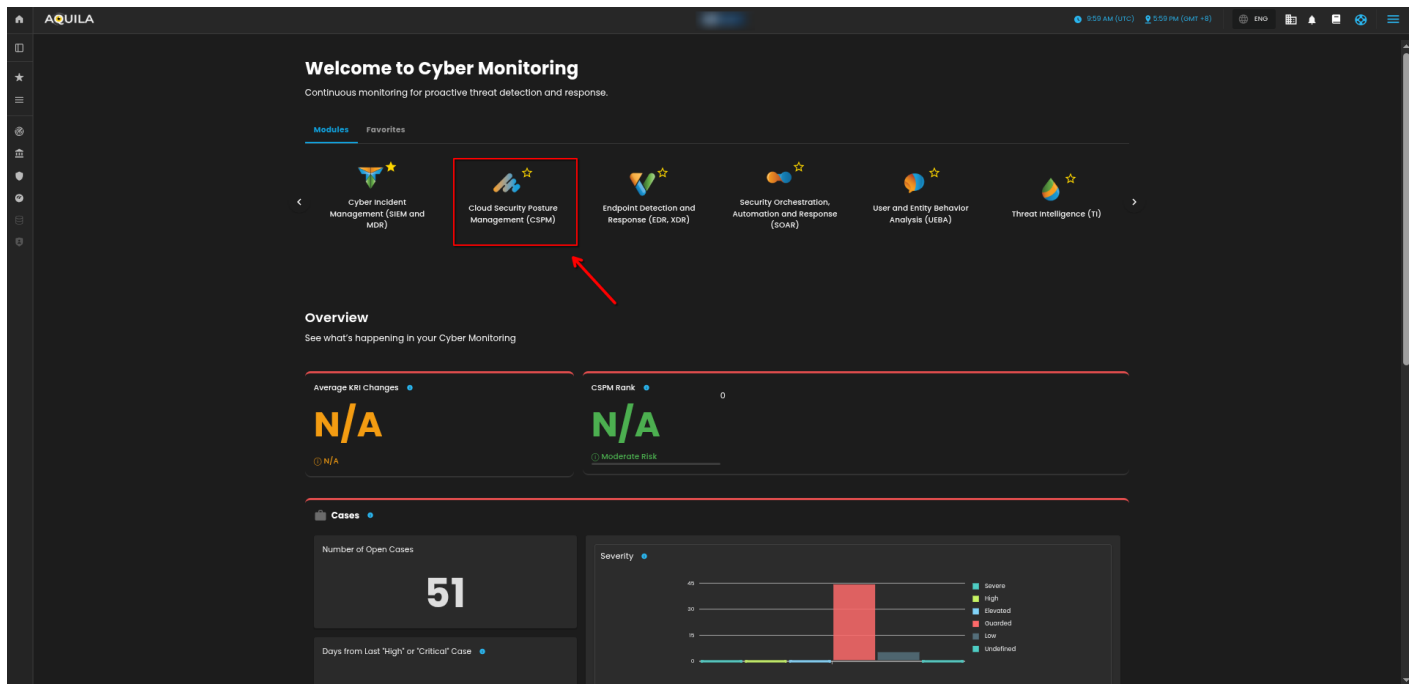 AQUILA
9:59 AM (UTC)
5:59 PM (GMT +8)
ENG
Welcome to Cyber Monitoring
Continuous monitoring for proactive threat detection and response.
Modules
Favorites
Cyber Incident
Management (SIEM and
MDR)
Cloud Security Posture
Management (CSPM)
Endpoint Detection and
Response (EDR, XDR)
Security Orchestration,
Automation and Response
(SOAR)
User and Entity Behavior
Analysis (UEBA)
Threat Intelligence (TI)
Overview
See what's happening in your Cyber Monitoring
Average KRI Changes
N/A
N/A
CSPM Rank
0
N/A
Moderate Risk
Cases
Number of Open Cases
51
Days from Last "High" or "Critical" Case
Severity
45
30
15
0
Severe
High
Elevated
Guarded
Low
Undefined